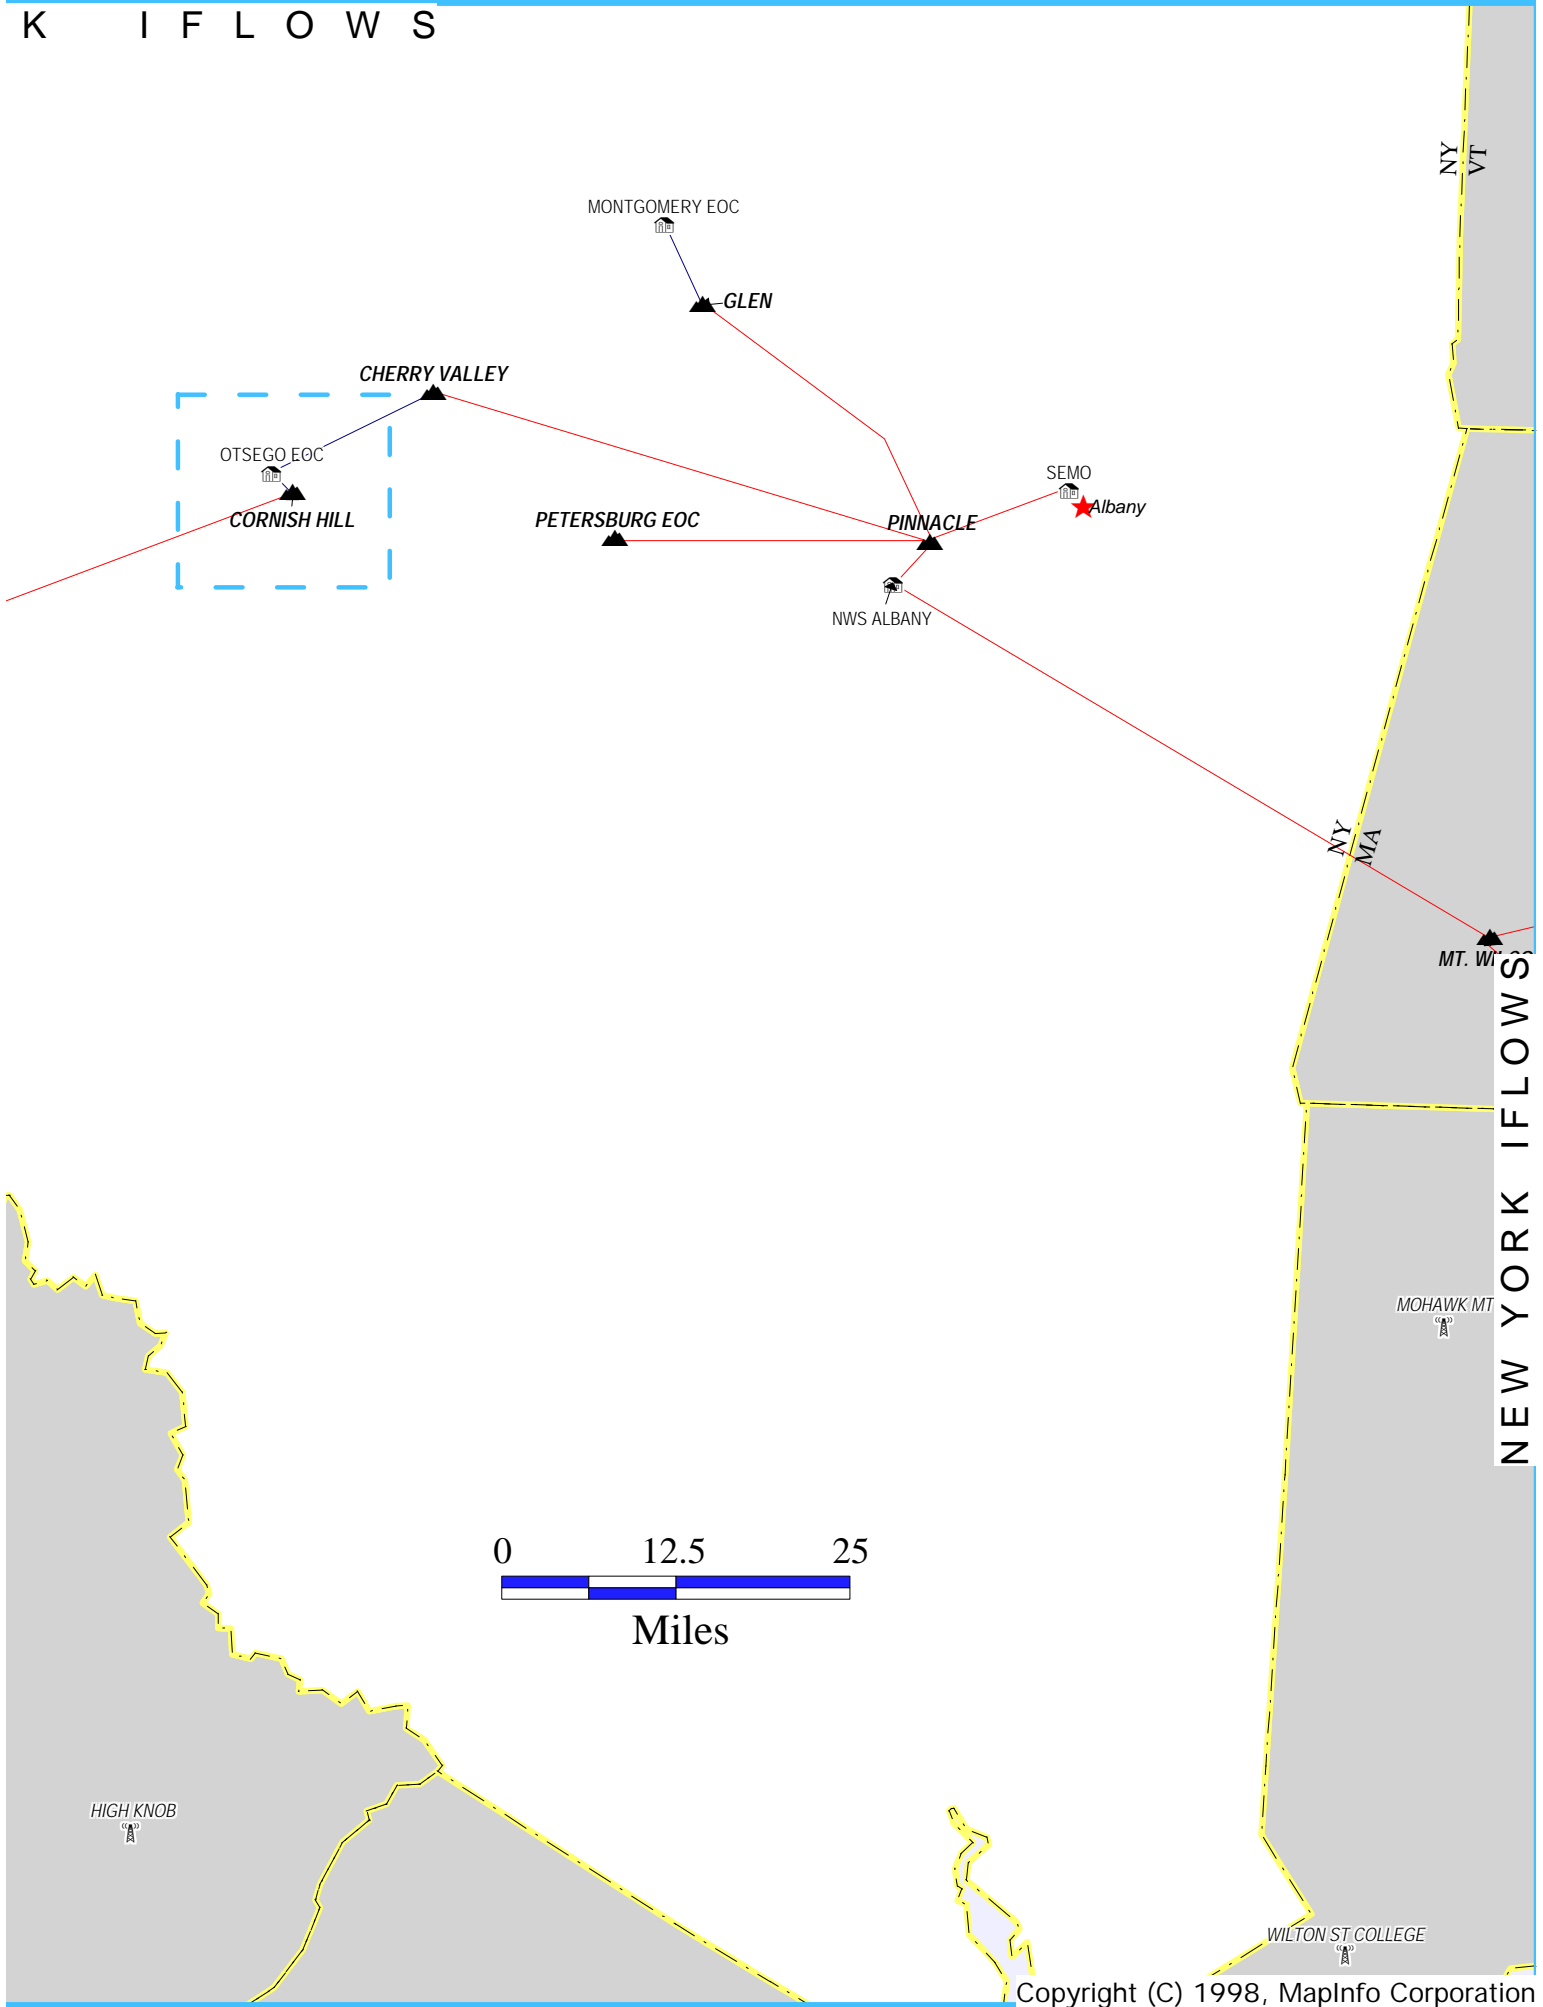 K IFLOWS
NY
VT
MONTGOMERY EOC
GLEN
CHERRY VALLEY
OTSEGO EOC
CORNISH HILL
PETERSBURG EOC
PINNACLE
SEMO
Albany
NWS ALBANY
NY
MA
MT.
NEW YORK IFLOWS
MOHAWK MT
0 12.5 25
Miles
HIGH KNOB
WILTON ST COLLEGE
Copyright (C) 1998, MapInfo Corporation